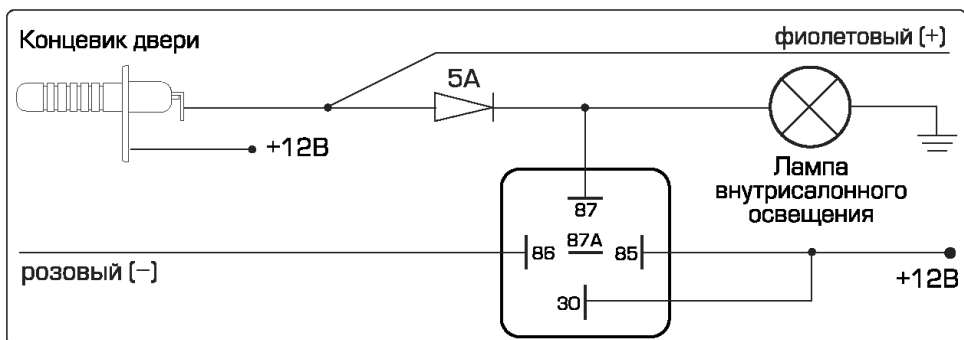 Концевик двери
фиолетовый (+)
5А
+12В
Лампа
внутрисалонного
освещения
87
86
87А
85
розовый (−)
+12В
30